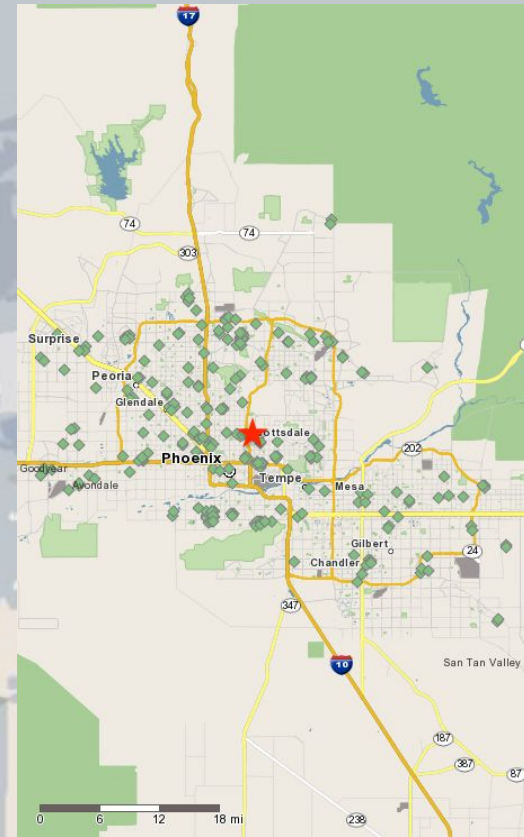 17
74
74
303
Surprise
Peoria
Glendale
ottsdale
202
Phoenix
Goodyear
Tempe
Mesa
Avondale
Gilbert
24
Chandler
347
10
San Tan Valley
187
387
87
0 6 12 18 mi
238